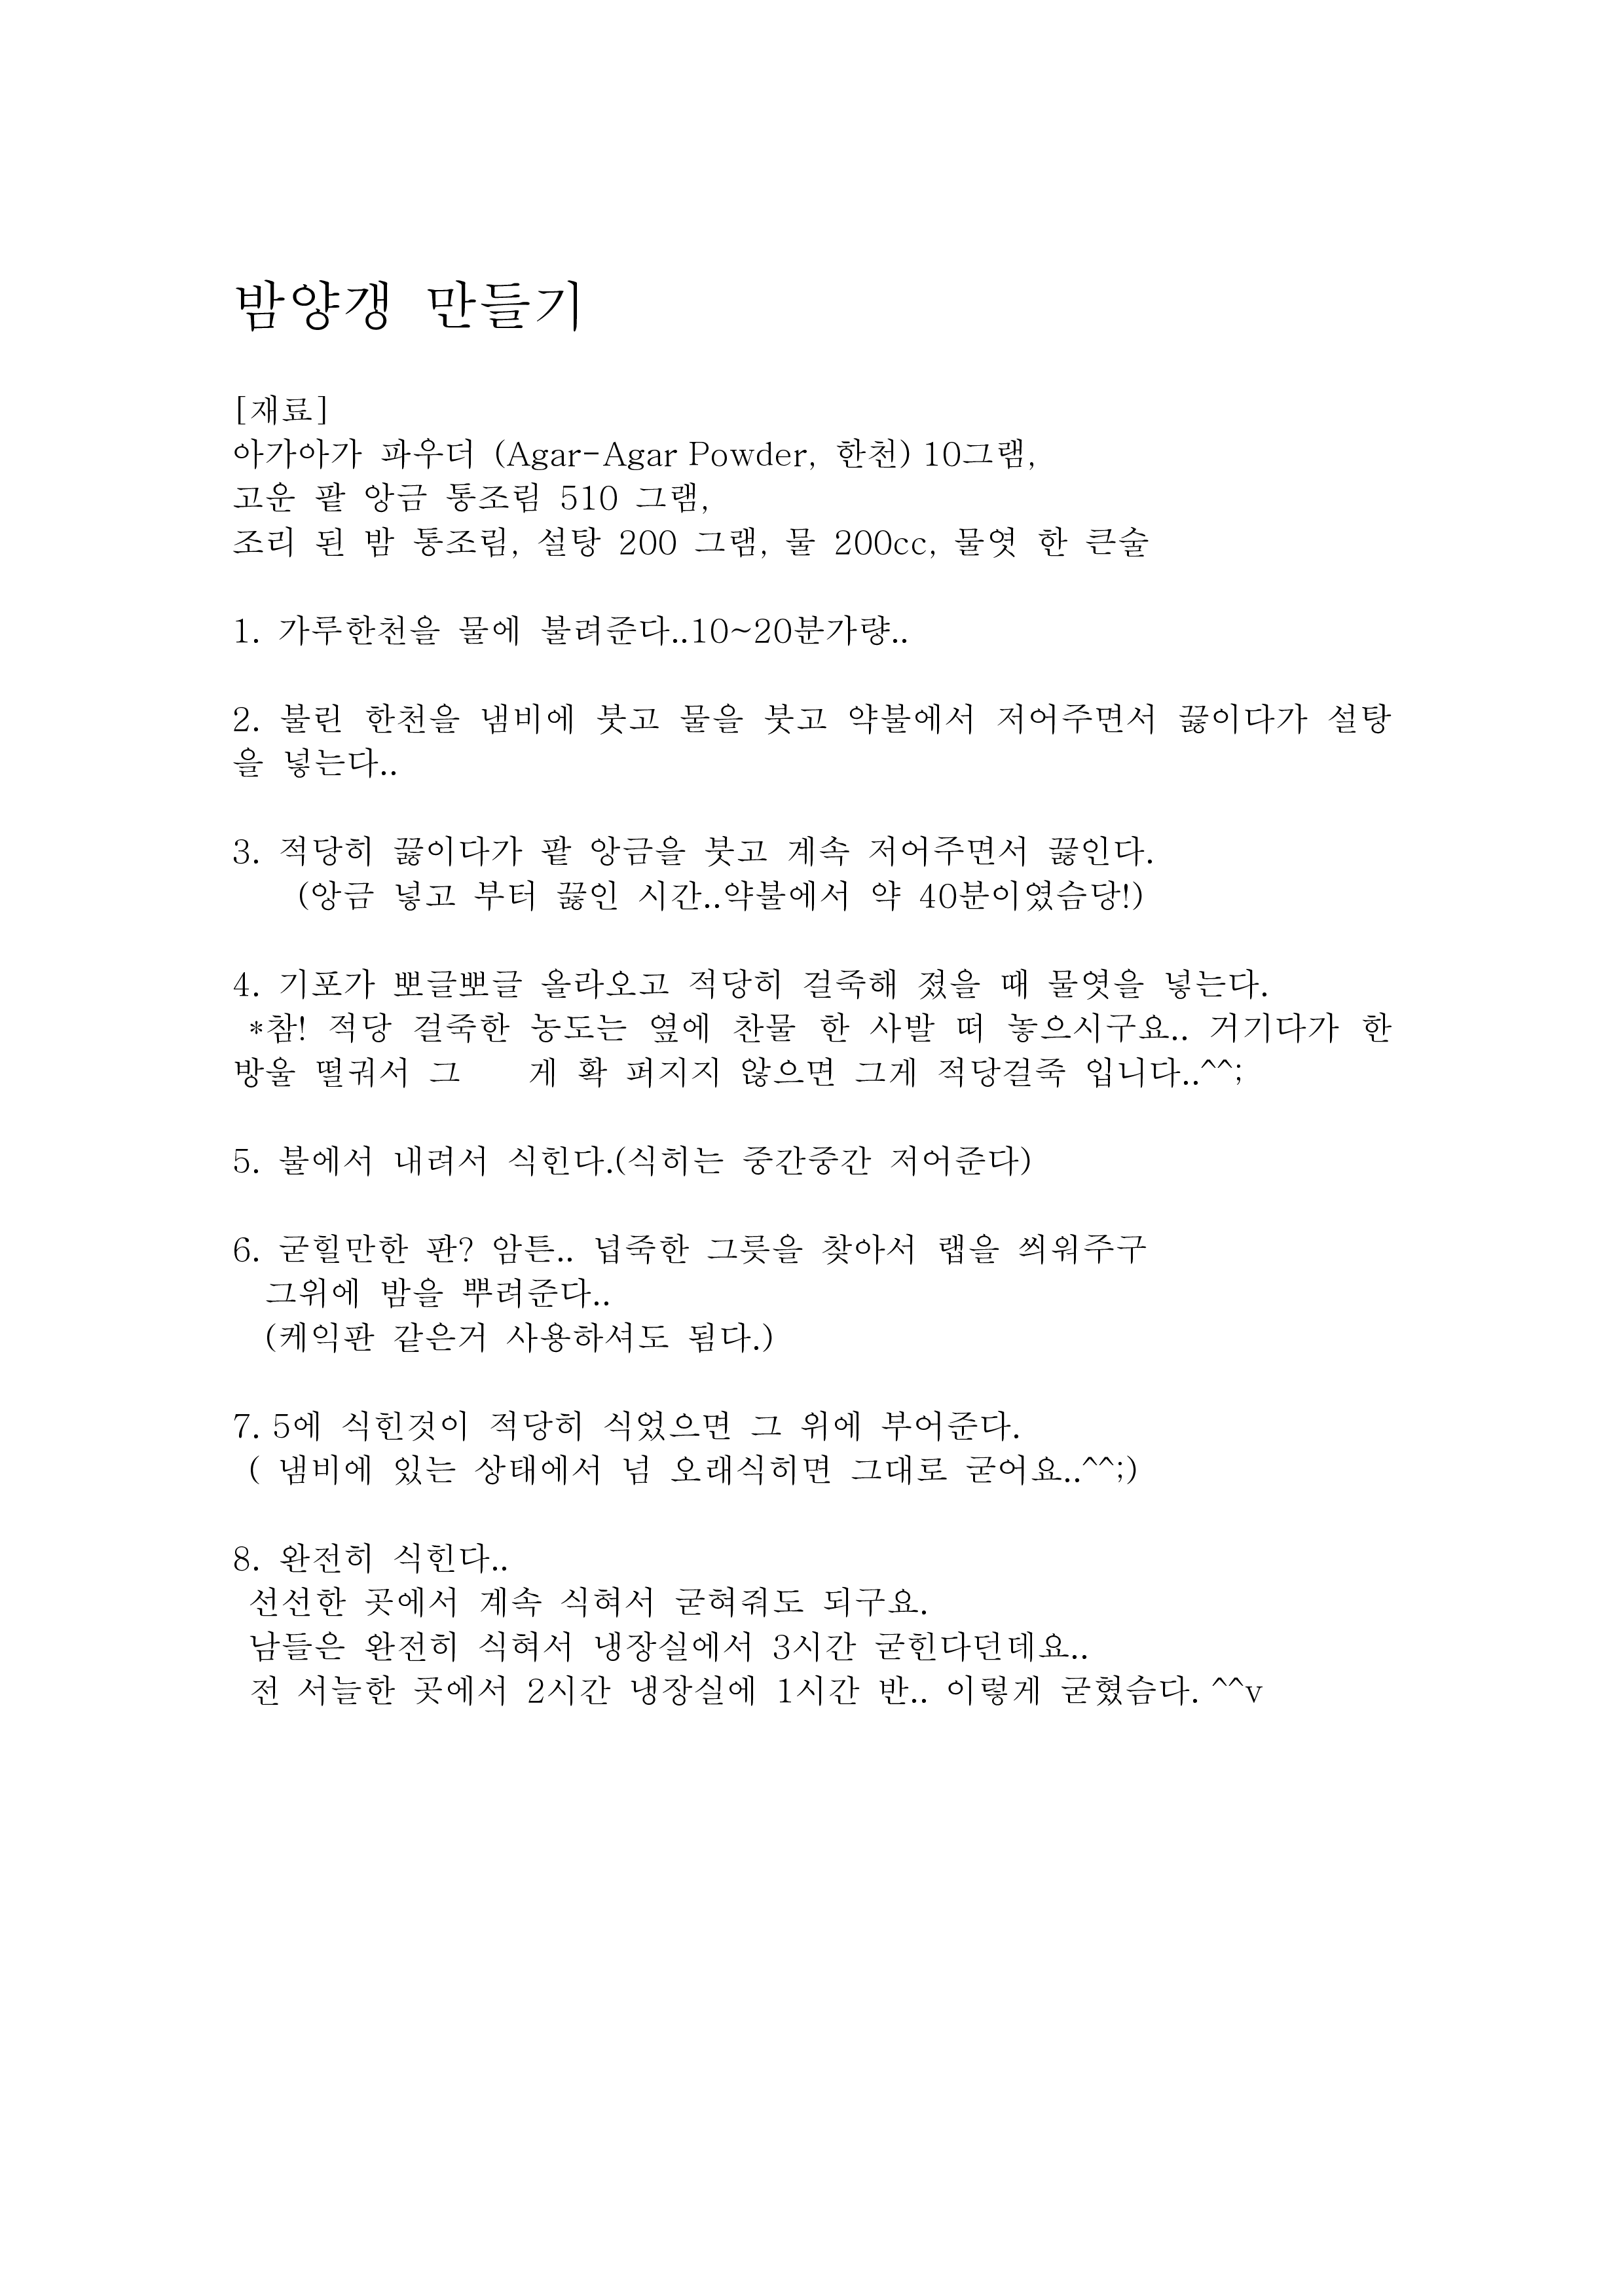 밤양갱 만들기
[재료]
아가아가 파우더 (Agar-Agar Powder, 한천) 10그램,
고운 팥 앙금 통조림 510 그램,
조리 된 밤 통조림, 설탕 200 그램, 물 200cc, 물엿 한 큰술
1. 가루한천을 물에 불려준다..10~20분가량..
2. 불린 한천을 냄비에 붓고 물을 붓고 약불에서 저어주면서 끓이다가 설탕
을 넣는다..
3. 적당히 끓이다가 팥 앙금을 붓고 계속 저어주면서 끓인다.
(앙금 넣고 부터 끓인 시간..약불에서 약 40분이였슴당!)
4. 기포가 뽀글뽀글 올라오고 적당히 걸죽해 졌을 때 물엿을 넣는다.
*참! 적당 걸죽한 농도는 옆에 찬물 한 사발 떠 놓으시구요.. 거기다가 한
방울 떨궈서 그 게 확 퍼지지 않으면 그게 적당걸죽 입니다..^^;
5. 불에서 내려서 식힌다.(식히는 중간중간 저어준다)
6. 굳힐만한 판? 암튼.. 넙죽한 그릇을 찾아서 랩을 씌워주구
그위에 밤을 뿌려준다..
(케익판 같은거 사용하셔도 됨다.)
7. 5에 식힌것이 적당히 식었으면 그 위에 부어준다.
( 냄비에 있는 상태에서 넘 오래식히면 그대로 굳어요..^^;)
8. 완전히 식힌다..
선선한 곳에서 계속 식혀서 굳혀줘도 되구요.
남들은 완전히 식혀서 냉장실에서 3시간 굳힌다던데요..
전 서늘한 곳에서 2시간 냉장실에 1시간 반.. 이렇게 굳혔슴다. ^^v